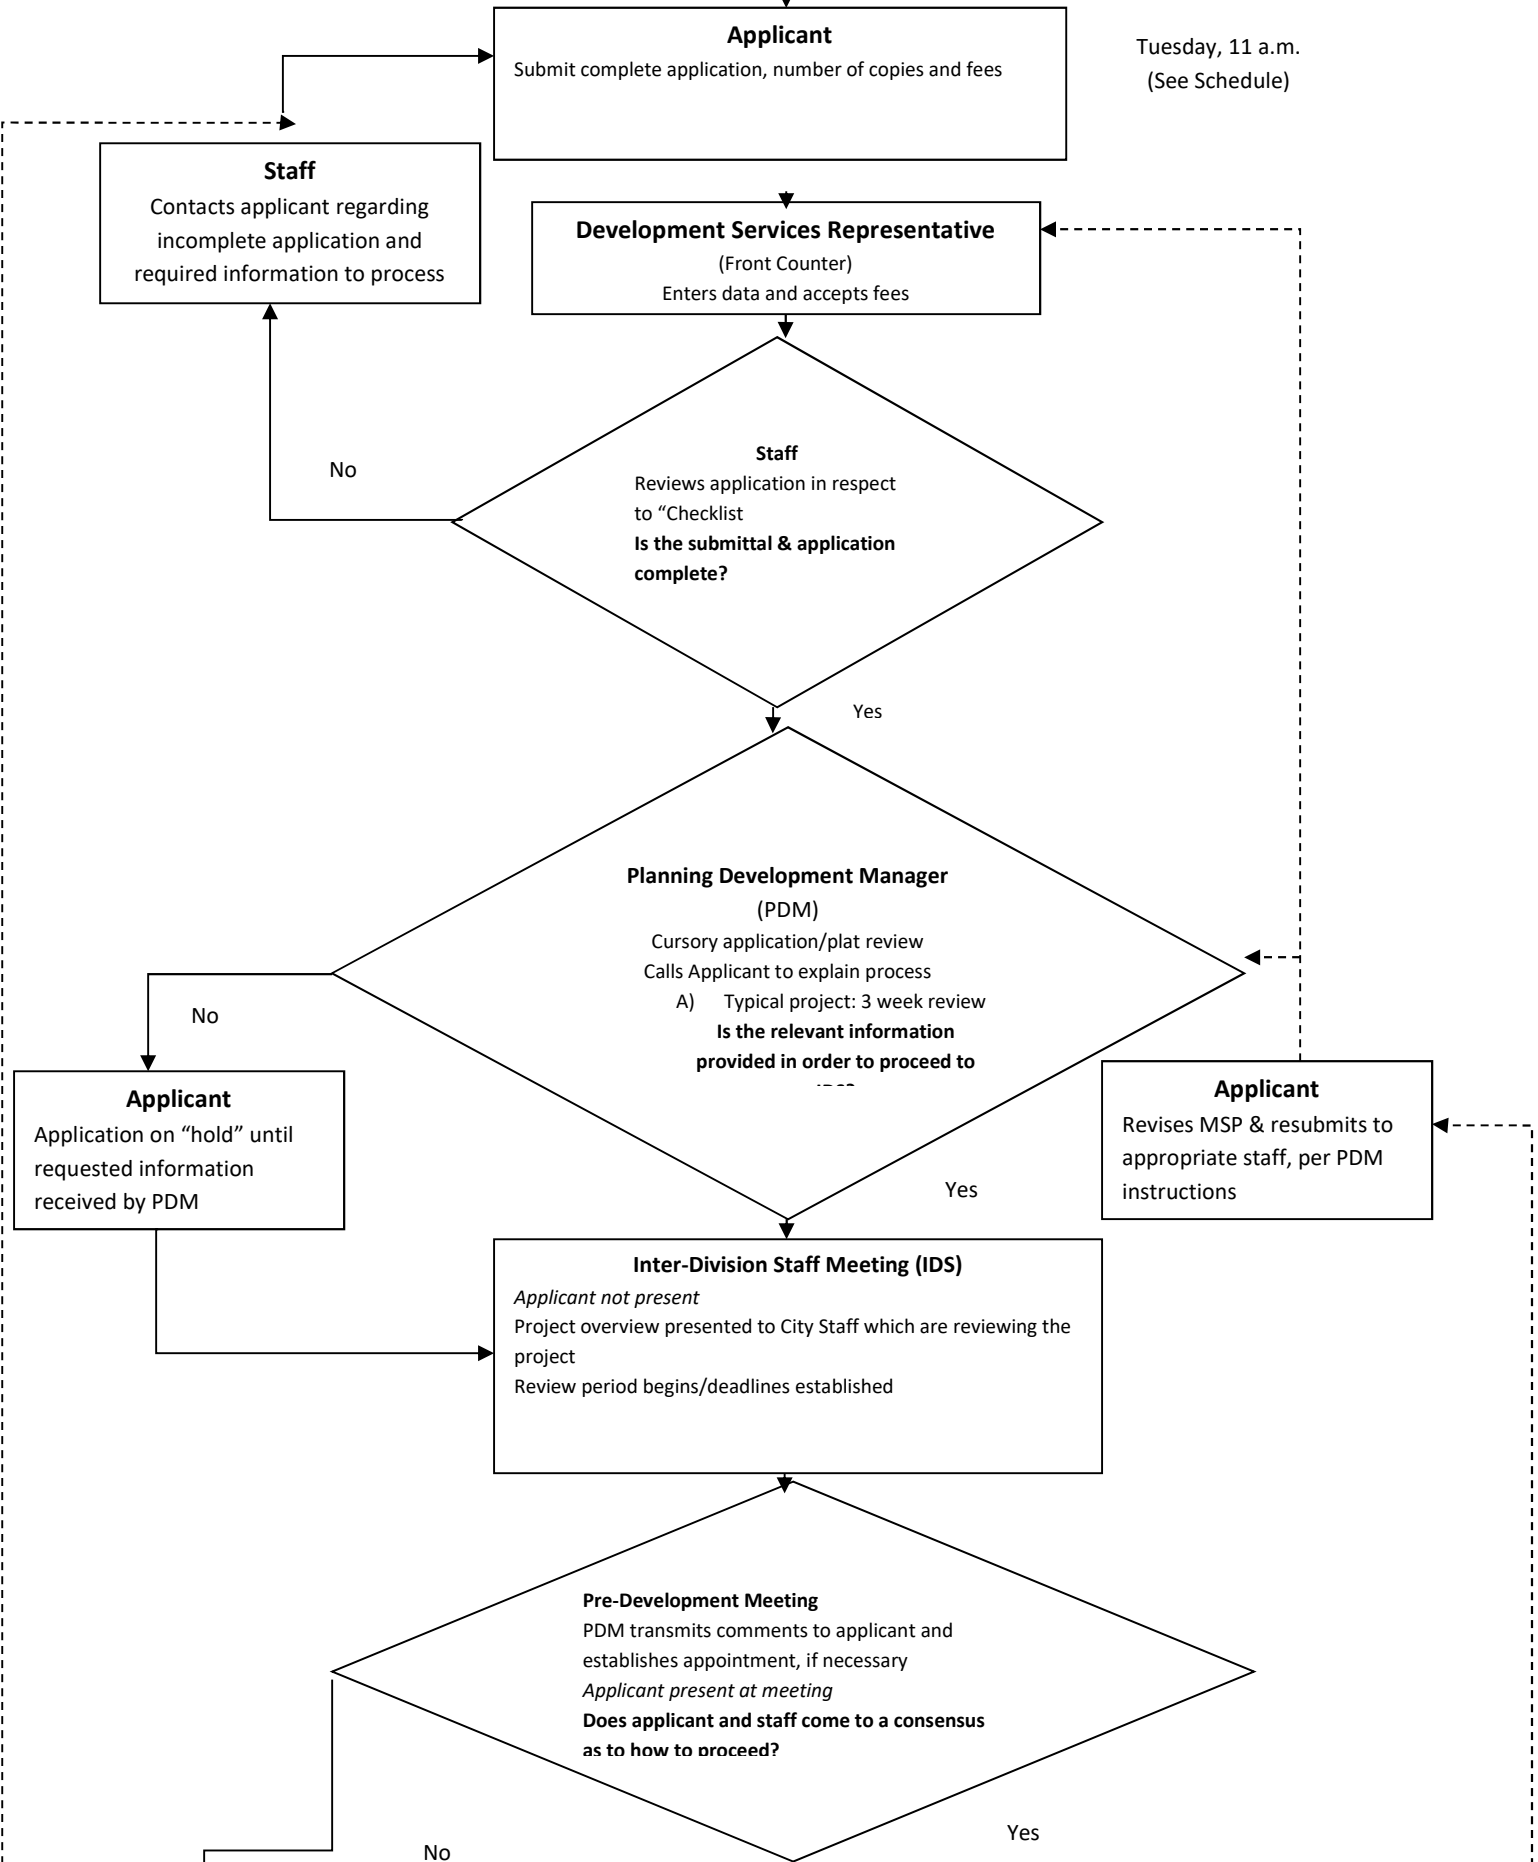 Applicant
Submit complete application, number of copies and fees
Tuesday, 11 a.m.
(See Schedule)
Staff
Contacts applicant regarding
incomplete application and
required information to process
Development Services Representative
(Front Counter)
Enters data and accepts fees
Staff
Reviews application in respect
to “Checklist
Is the submittal & application
complete?
No
Yes
Planning Development Manager
(PDM)
Cursory application/plat review
Calls Applicant to explain process
A) Typical project: 3 week review
Is the relevant information
provided in order to proceed to
No
Applicant
Application on “hold” until
requested information
received by PDM
Applicant
Revises MSP & resubmits to
appropriate staff, per PDM
instructions
Yes
Inter-Division Staff Meeting (IDS)
Applicant not present
Project overview presented to City Staff which are reviewing the
project
Review period begins/deadlines established
Pre-Development Meeting
PDM transmits comments to applicant and
establishes appointment, if necessary
Applicant present at meeting
Does applicant and staff come to a consensus
as to how to proceed?
Yes
No